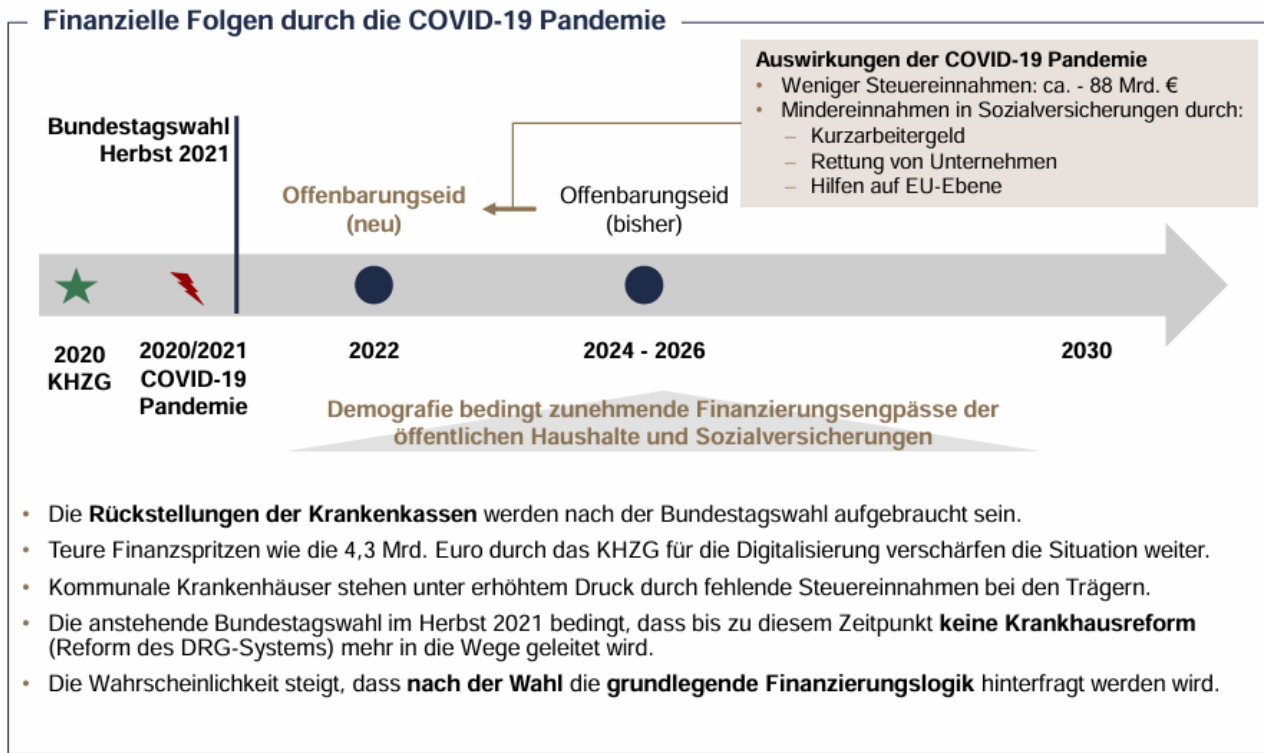 Finanzielle Folgen durch die COVID-19 Pandemie
Auswirkungen der COVID-19 Pandemie
• Weniger Steuereinnahmen: ca. - 88 Mrd. €
• Mindereinnahmen in Sozialversicherungen durch:
– Kurzarbeitergeld
– Rettung von Unternehmen
– Hilfen auf EU-Ebene
Bundestagswahl
Herbst 2021
Offenbarungseid
(neu)
Offenbarungseid
(bisher)
2020
KHZG
2020/2021
COVID-19
Pandemie
2022
2024 - 2026
2030
Demografie bedingt zunehmende Finanzierungsengpässe der
öffentlichen Haushalte und Sozialversicherungen
• Die Rückstellungen der Krankenkassen werden nach der Bundestagswahl aufgebraucht sein.
• Teure Finanzspritzen wie die 4,3 Mrd. Euro durch das KHZG für die Digitalisierung verschärfen die Situation weiter.
• Kommunale Krankenhäuser stehen unter erhöhtem Druck durch fehlende Steuereinnahmen bei den Trägern.
• Die anstehende Bundestagswahl im Herbst 2021 bedingt, dass bis zu diesem Zeitpunkt keine Krankhausreform
(Reform des DRG-Systems) mehr in die Wege geleitet wird.
• Die Wahrscheinlichkeit steigt, dass nach der Wahl die grundlegende Finanzierungslogik hinterfragt werden wird.